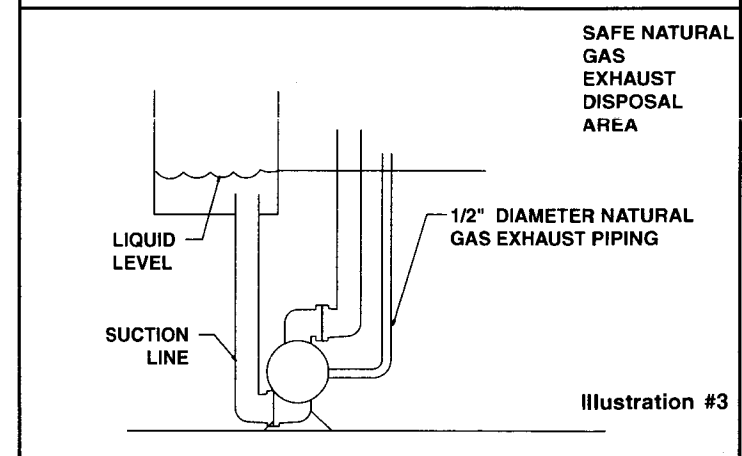 SAFE NATURAL
GAS
EXHAUST
DISPOSAL
AREA
1/2" DIAMETER NATURAL
GAS EXHAUST PIPING
LIQUID
LEVEL
SUCTION
LINE
Illustration #3